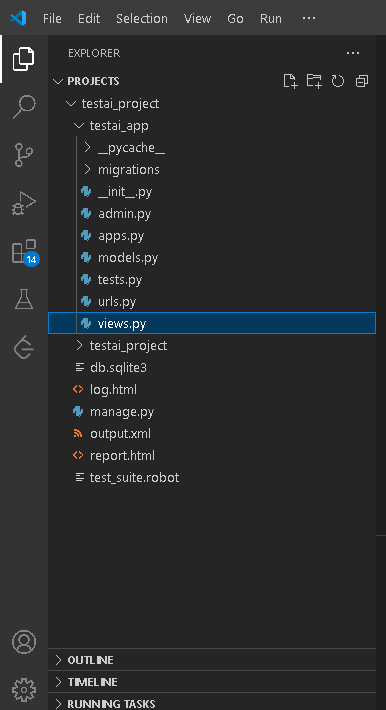 File Edit Selection View Go Run ···
EXPLORER ···
PROJECTS
testai_project
testai_app
__pycache__
migrations
__init__.py
admin.py
apps.py
models.py
tests.py
urls.py
views.py
testai_project
db.sqlite3
log.html
manage.py
output.xml
report.html
test_suite.robot
14
OUTLINE
TIMELINE
RUNNING TASKS